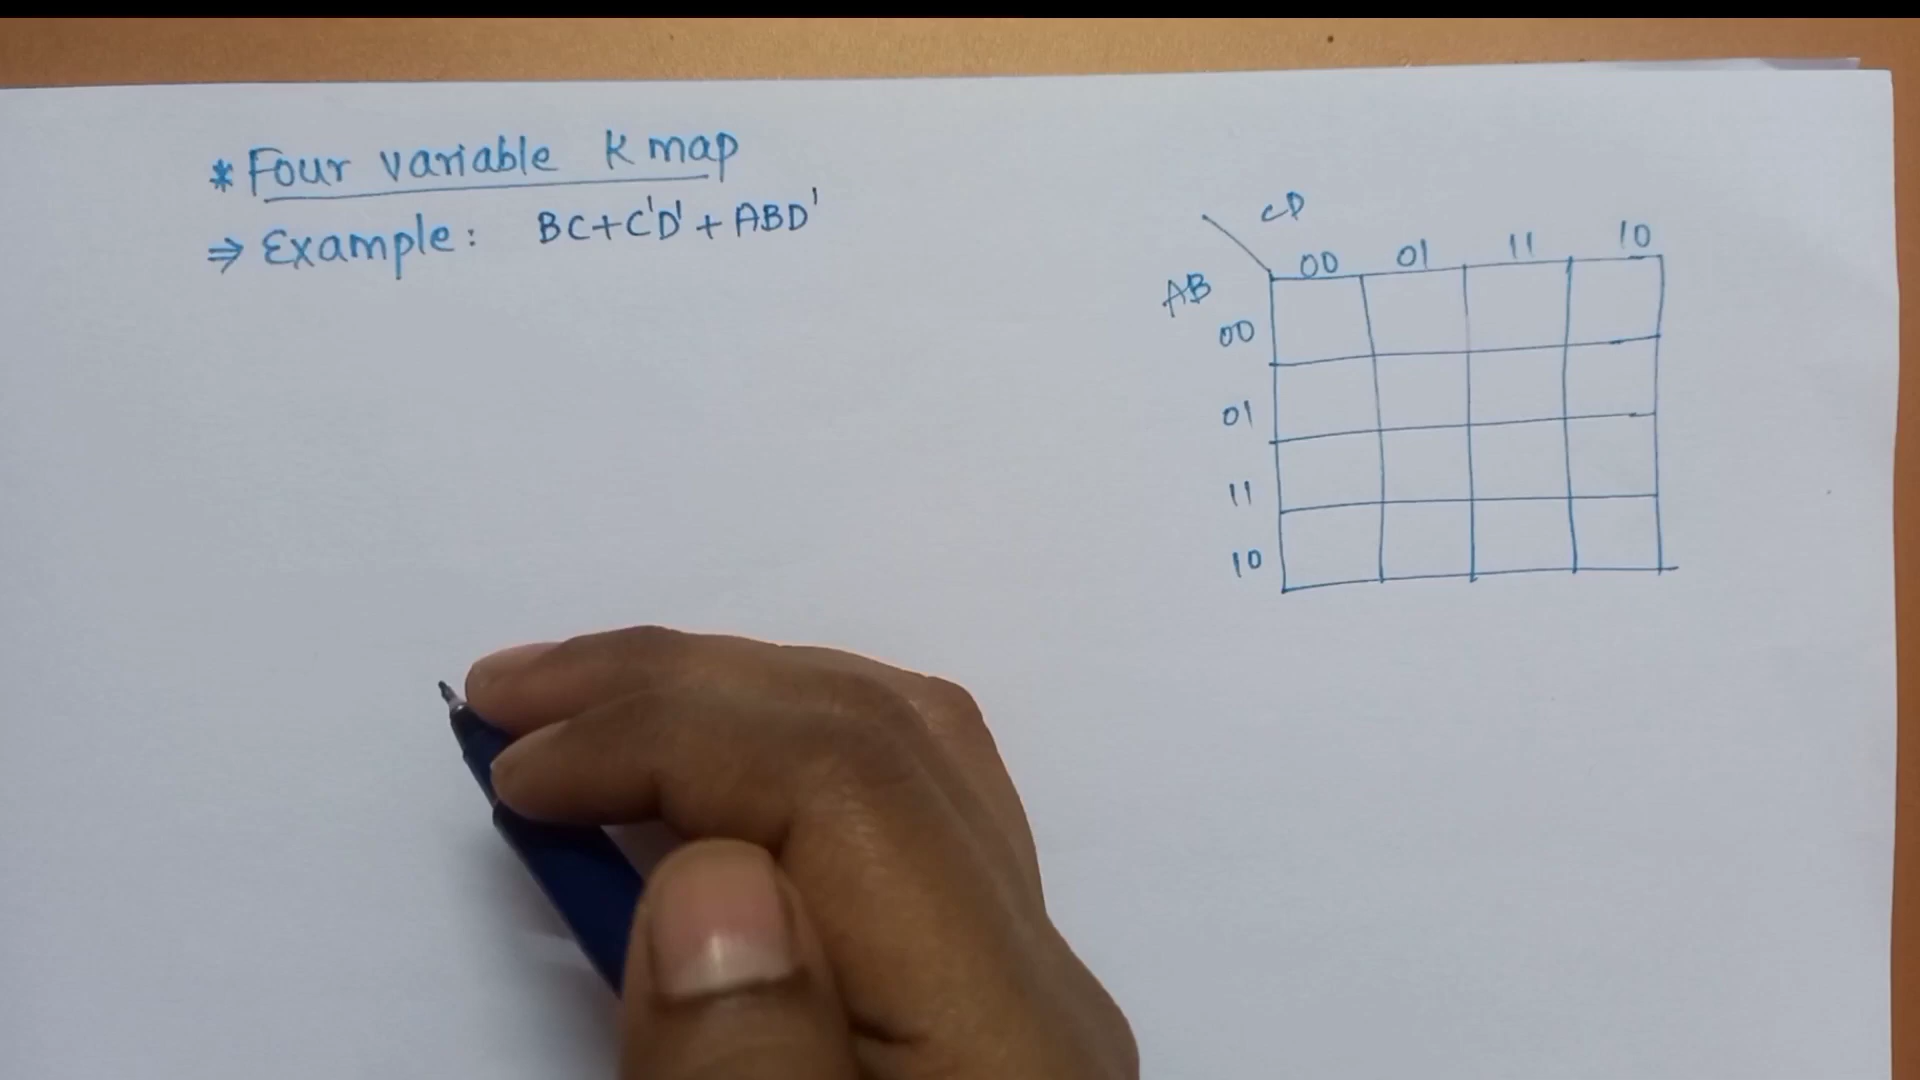 * Four variable K map
⇒ Example: BC+C'D' + ABD'
CD
00 01 11 10
AB
00
01
11
10